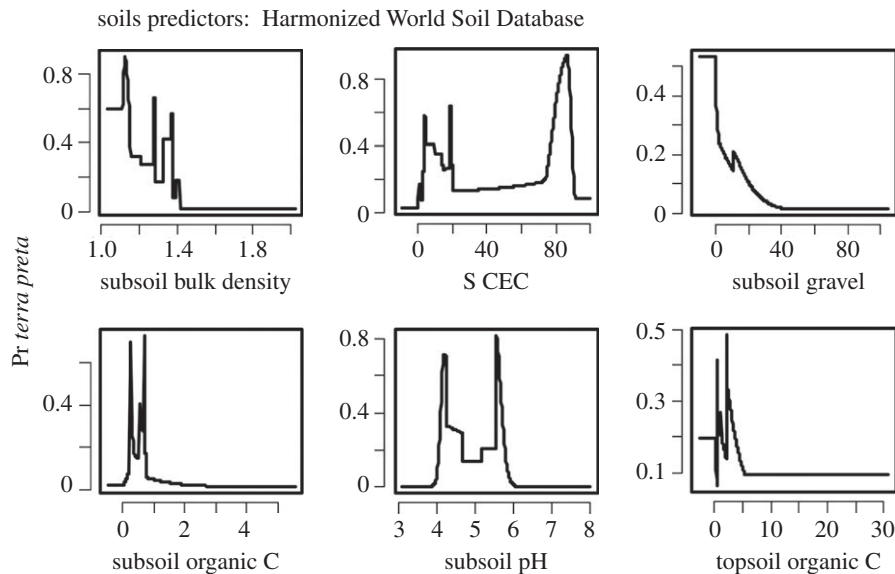 soils predictors: Harmonized World Soil Database
Pr terra preta
0.8
0.4
0
1.0 1.4 1.8
subsoil bulk density
0.8
0.4
0
0 40 80
S CEC
0.4
0.2
0
0 40 80
subsoil gravel
0.4
0
0 2 4
subsoil organic C
0.8
0.4
0
3 4 5 6 7 8
subsoil pH
0.5
0.3
0.1
0 10 20 30
topsoil organic C